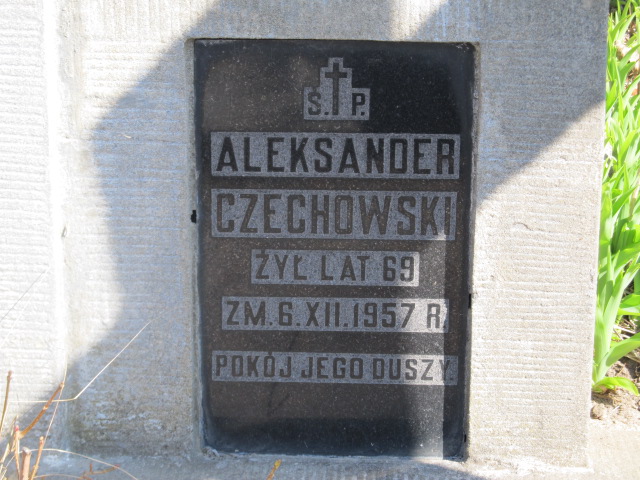 Ś. P.
ALEKSANDER
CZECHOWSKI
ŻYŁ LAT 69
ZM. 6. XII. 1957 R.
POKÓJ JEGO DUSZY.